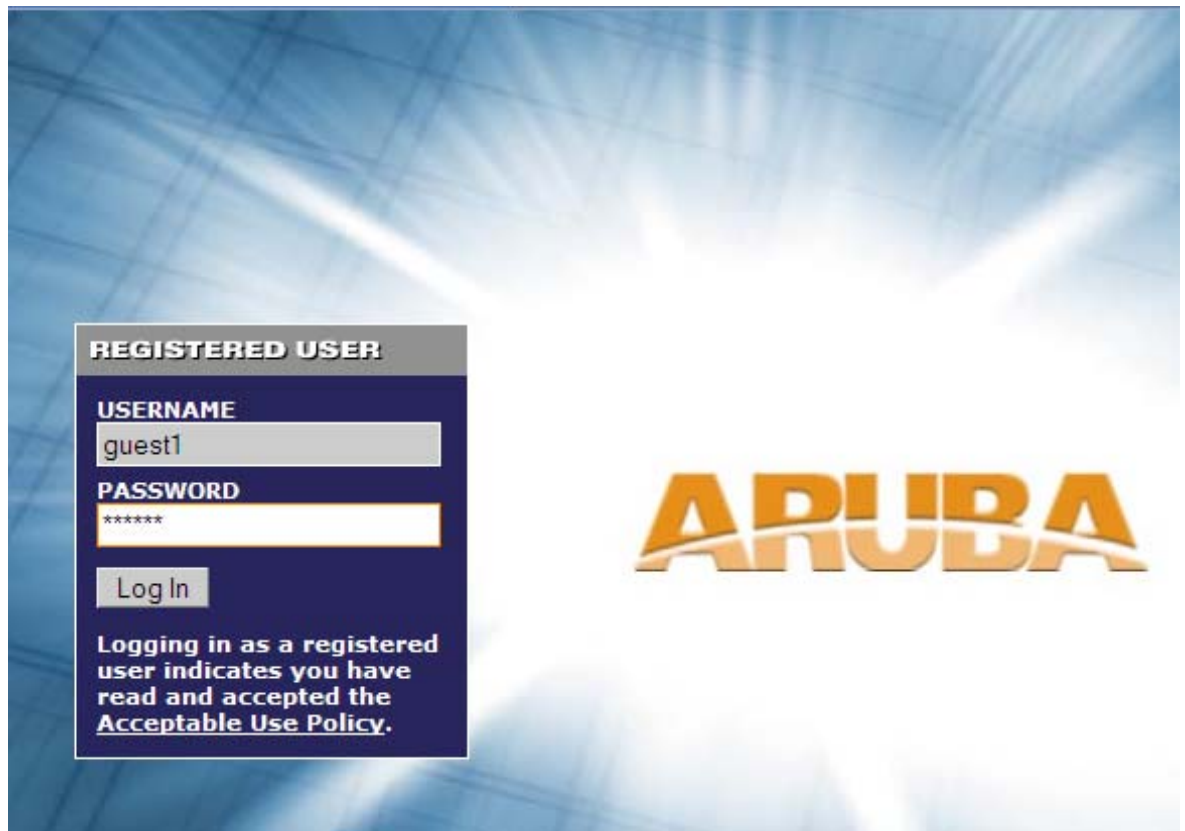 REGISTERED USER
USERNAME
guest1
PASSWORD
******
Log In
Logging in as a registered
user indicates you have
read and accepted the
Acceptable Use Policy.
ARUBA